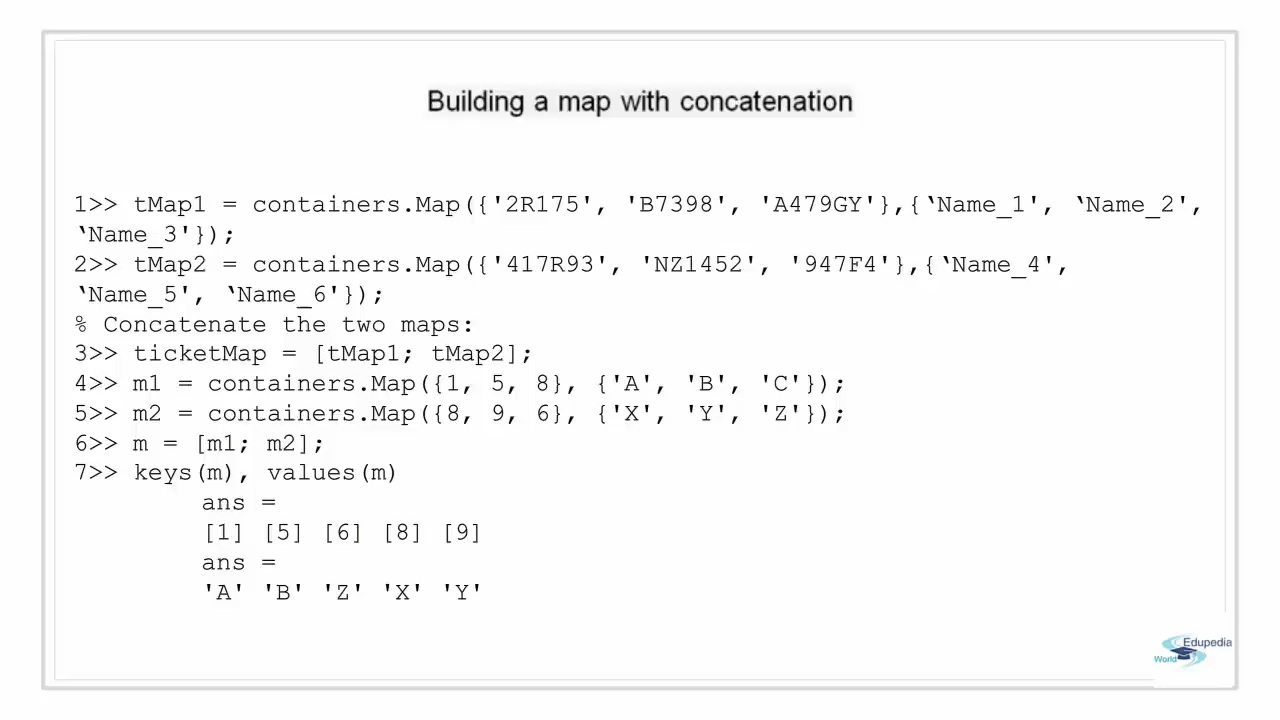 Building a map with concatenation
1>> tMap1 = containers.Map({'2R175', 'B7398', 'A479GY'},{‘Name_1', ‘Name_2',
‘Name_3'});
2>> tMap2 = containers.Map({'417R93', 'NZ1452', '947F4'},{‘Name_4',
‘Name_5', ‘Name_6'});
% Concatenate the two maps:
3>> ticketMap = [tMap1; tMap2];
4>> m1 = containers.Map({1, 5, 8}, {'A', 'B', 'C'});
5>> m2 = containers.Map({8, 9, 6}, {'X', 'Y', 'Z'});
6>> m = [m1; m2];
7>> keys(m), values(m)
ans =
[1] [5] [6] [8] [9]
ans =
'A' 'B' 'Z' 'X' 'Y'
Edupedia
World